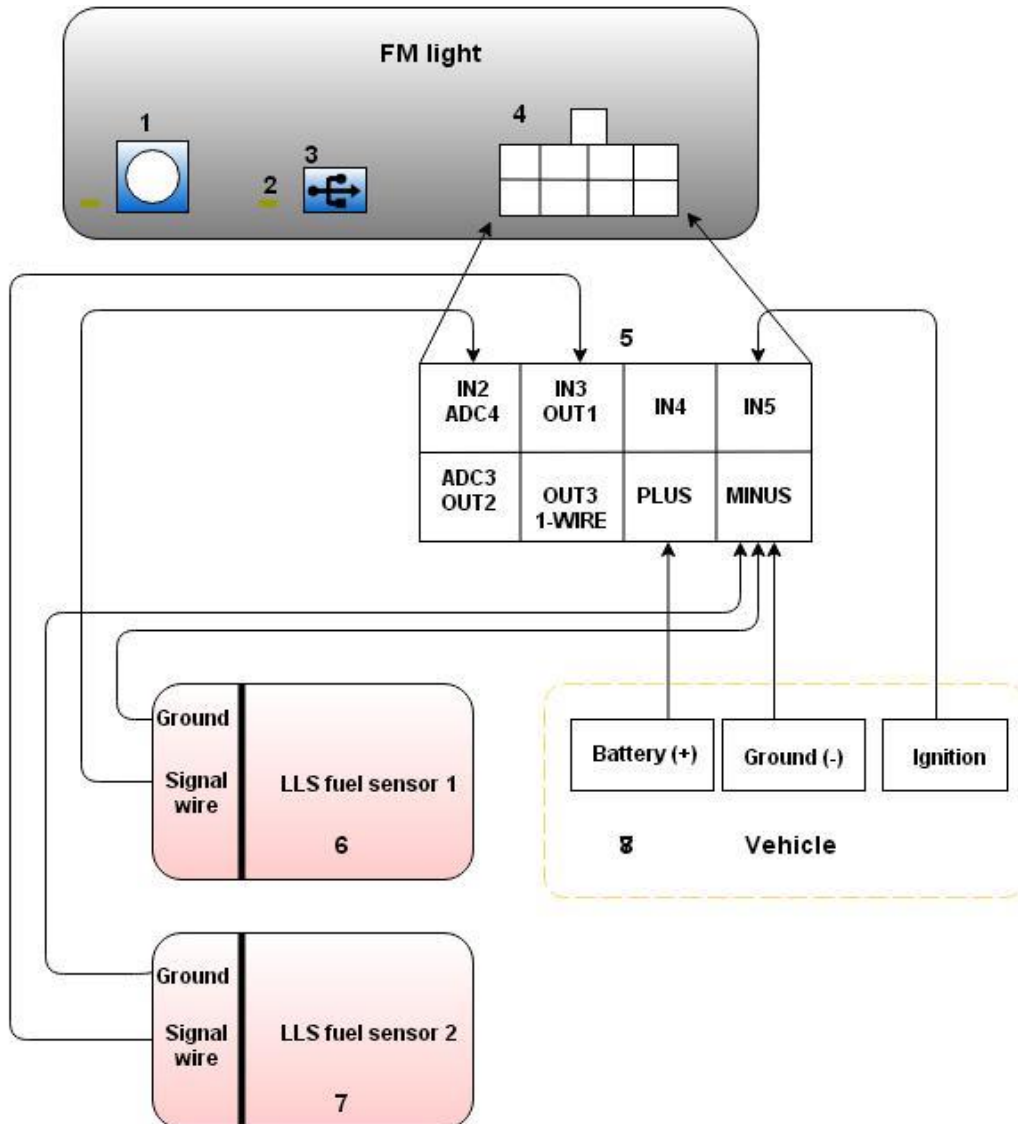 FM light
1
2
3
4
5
IN2
ADC4
IN3
OUT1
IN4
IN5
ADC3
OUT2
OUT3
1-WIRE
PLUS
MINUS
Ground
Signal
wire
LLS fuel sensor 1
6
Battery (+)
Ground (-)
Ignition
8
Vehicle
Ground
Signal
wire
LLS fuel sensor 2
7